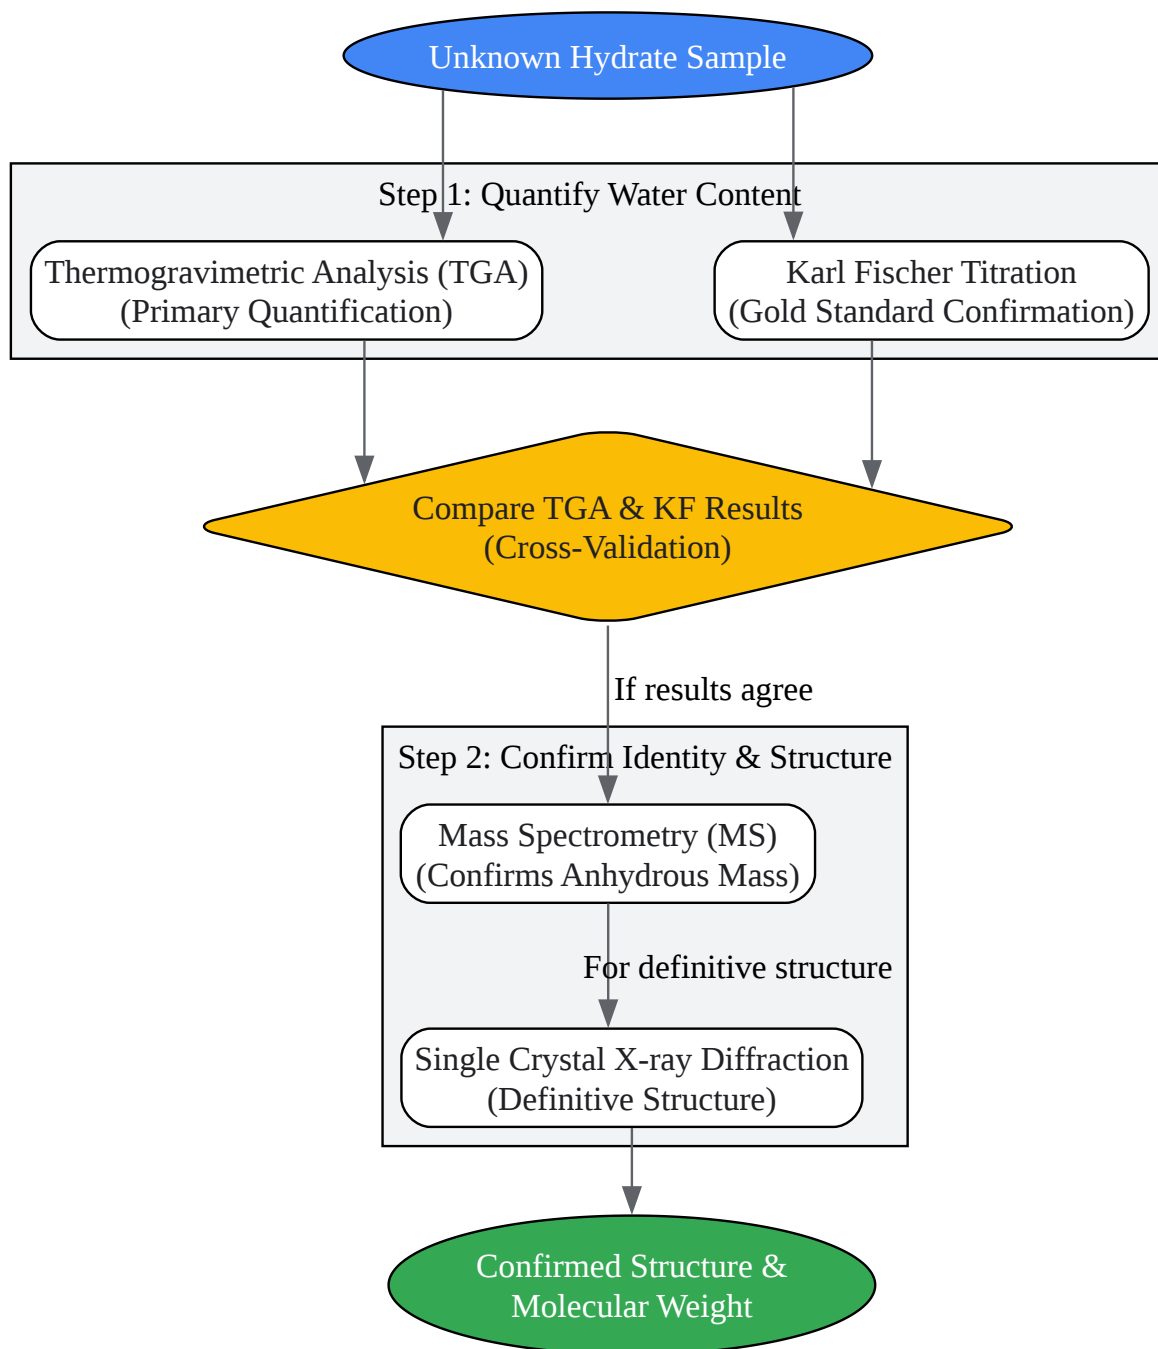 Unknown Hydrate Sample
Step 1: Quantify Water Content
Thermogravimetric Analysis (TGA)
(Primary Quantification)
Karl Fischer Titration
(Gold Standard Confirmation)
Compare TGA & KF Results
(Cross-Validation)
If results agree
Step 2: Confirm Identity & Structure
Mass Spectrometry (MS)
(Confirms Anhydrous Mass)
For definitive structure
Single Crystal X-ray Diffraction
(Definitive Structure)
Confirmed Structure &
Molecular Weight